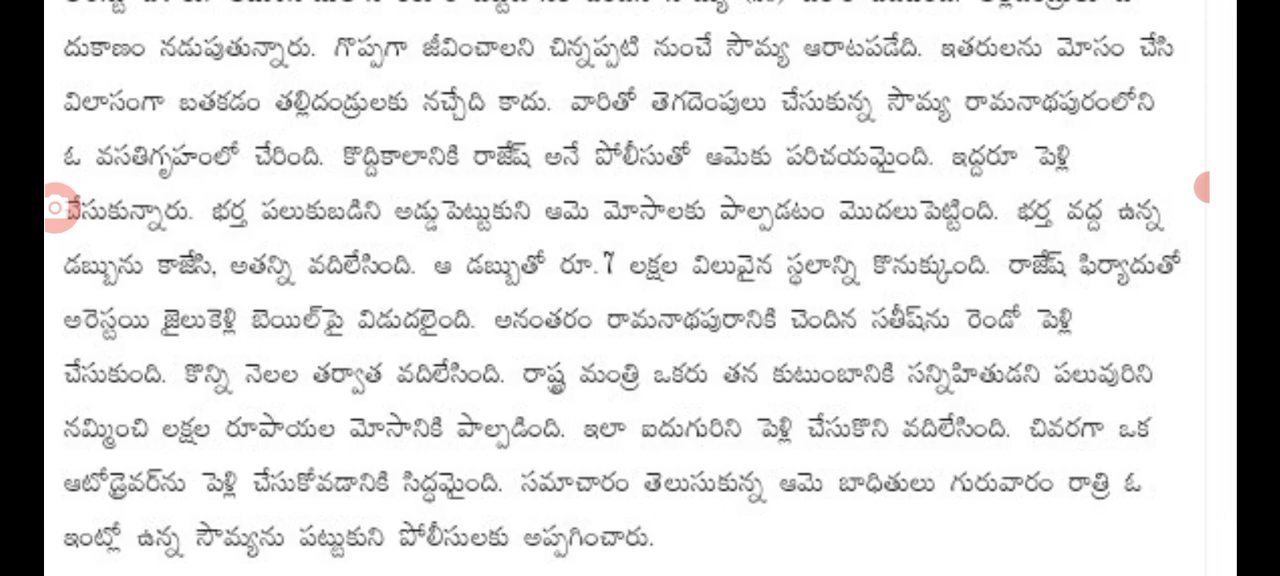 దుకాణం నడుపుతున్నారు. గొప్పగా జీవించాలని చిన్నప్పటి నుంచే సౌమ్య ఆరాటపడేది. ఇతరులను మోసం చేసి
విలాసంగా బతకడం తల్లిదండ్రులకు నచ్చేది కాదు. వారితో తెగదెంపులు చేసుకున్న సౌమ్య రామనాథపురంలోని
ఓ వసతిగృహంలో చేరింది. కొద్దికాలానికి రాజేష్ అనే పోలీసుతో ఆమెకు పరిచయమైంది. ఇద్దరూ పెళ్లి
చేసుకున్నారు. భర్త పలుకుబడిని అడ్డుపెట్టుకుని ఆమె మోసాలకు పాల్పడటం మొదలుపెట్టింది. భర్త వద్ద ఉన్న
డబ్బును కాజేసి, అతన్ని వదిలేసింది. ఆ డబ్బుతో రూ.7 లక్షల విలువైన స్థలాన్ని కొనుక్కుంది. రాజేష్ ఫిర్యాదుతో
అరెస్టయి జైలుకెళ్లి బెయిల్‌పై విడుదలైంది. అనంతరం రామనాథపురానికి చెందిన సతీష్‌ను రెండో పెళ్లి
చేసుకుంది. కొన్ని నెలల తర్వాత వదిలేసింది. రాష్ట్ర మంత్రి ఒకరు తన కుటుంబానికి సన్నిహితుడని పలువురిని
నమ్మించి లక్షల రూపాయల మోసానికి పాల్పడింది. ఇలా ఐదుగురిని పెళ్లి చేసుకొని వదిలేసింది. చివరగా ఒక
ఆటోడ్రైవర్‌ను పెళ్లి చేసుకోవడానికి సిద్ధమైంది. సమాచారం తెలుసుకున్న ఆమె బాధితులు గురువారం రాత్రి ఓ
ఇంట్లో ఉన్న సౌమ్యను పట్టుకుని పోలీసులకు అప్పగించారు.